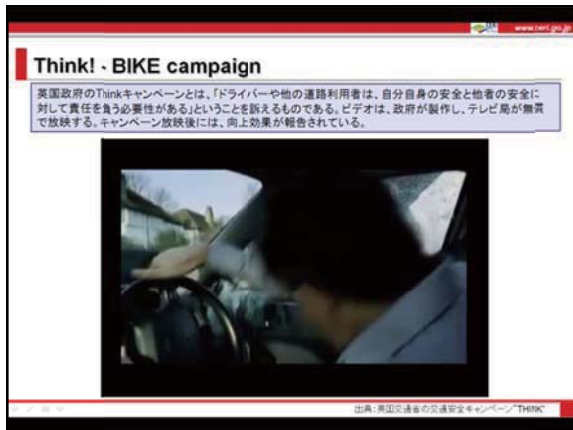 www.teri.go.jp
Think! - BIKE campaign
英国政府のThinkキャンペーンとは、「ドライバーや他の道路利用者は、自分自身の安全と他者の安全に
対して責任を負う必要性がある」ということを訴えるものである。ビデオは、政府が製作し、テレビ局が無償
で放映する。キャンペーン放映後には、向上効果が報告されている。
出典:英国交通省の交通安全キャンペーン"THINK"